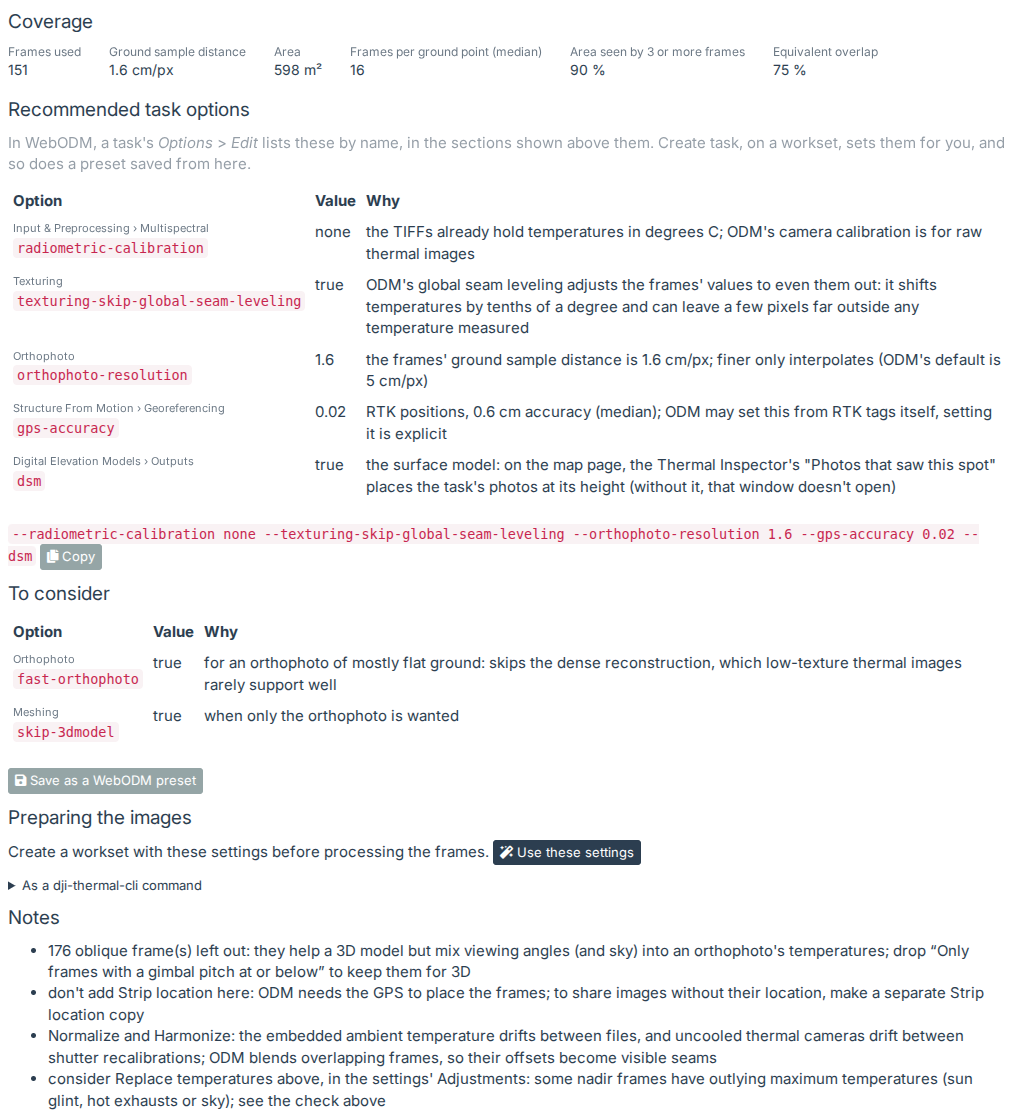 Coverage
Frames used Ground sample distance Area Frames per ground point (median) Area seen by 3 or more frames Equivalent overlap
151 1.6 cm/px 598 m² 16 90 % 75 %
Recommended task options
In WebODM, a task's Options > Edit lists these by name, in the sections shown above them. Create task, on a workset, sets them for you, and
so does a preset saved from here.
Option Value Why
Input & Preprocessing › Multispectral
radiometric-calibration none the TIFFs already hold temperatures in degrees C; ODM's camera calibration is for raw
thermal images
Texturing
texturing-skip-global-seam-leveling true ODM's global seam leveling adjusts the frames' values to even them out: it shifts
temperatures by tenths of a degree and can leave a few pixels far outside any
temperature measured
Orthophoto
orthophoto-resolution 1.6 the frames' ground sample distance is 1.6 cm/px; finer only interpolates (ODM's default is
5 cm/px)
Structure From Motion › Georeferencing
gps-accuracy 0.02 RTK positions, 0.6 cm accuracy (median); ODM may set this from RTK tags itself, setting
it is explicit
Digital Elevation Models › Outputs
dsm true the surface model: on the map page, the Thermal Inspector's "Photos that saw this spot"
places the task's photos at its height (without it, that window doesn't open)
--radiometric-calibration none --texturing-skip-global-seam-leveling --orthophoto-resolution 1.6 --gps-accuracy 0.02 --
dsm Copy
To consider
Option Value Why
Orthophoto
fast-orthophoto true for an orthophoto of mostly flat ground: skips the dense reconstruction, which low-texture thermal images
rarely support well
Meshing
skip-3dmodel true when only the orthophoto is wanted
Save as a WebODM preset
Preparing the images
Create a workset with these settings before processing the frames. Use these settings
As a dji-thermal-cli command
Notes
• 176 oblique frame(s) left out: they help a 3D model but mix viewing angles (and sky) into an orthophoto's temperatures; drop “Only
frames with a gimbal pitch at or below” to keep them for 3D
• don't add Strip location here: ODM needs the GPS to place the frames; to share images without their location, make a separate Strip
location copy
• Normalize and Harmonize: the embedded ambient temperature drifts between files, and uncooled thermal cameras drift between
shutter recalibrations; ODM blends overlapping frames, so their offsets become visible seams
• consider Replace temperatures above, in the settings' Adjustments: some nadir frames have outlying maximum temperatures (sun
glint, hot exhausts or sky); see the check above